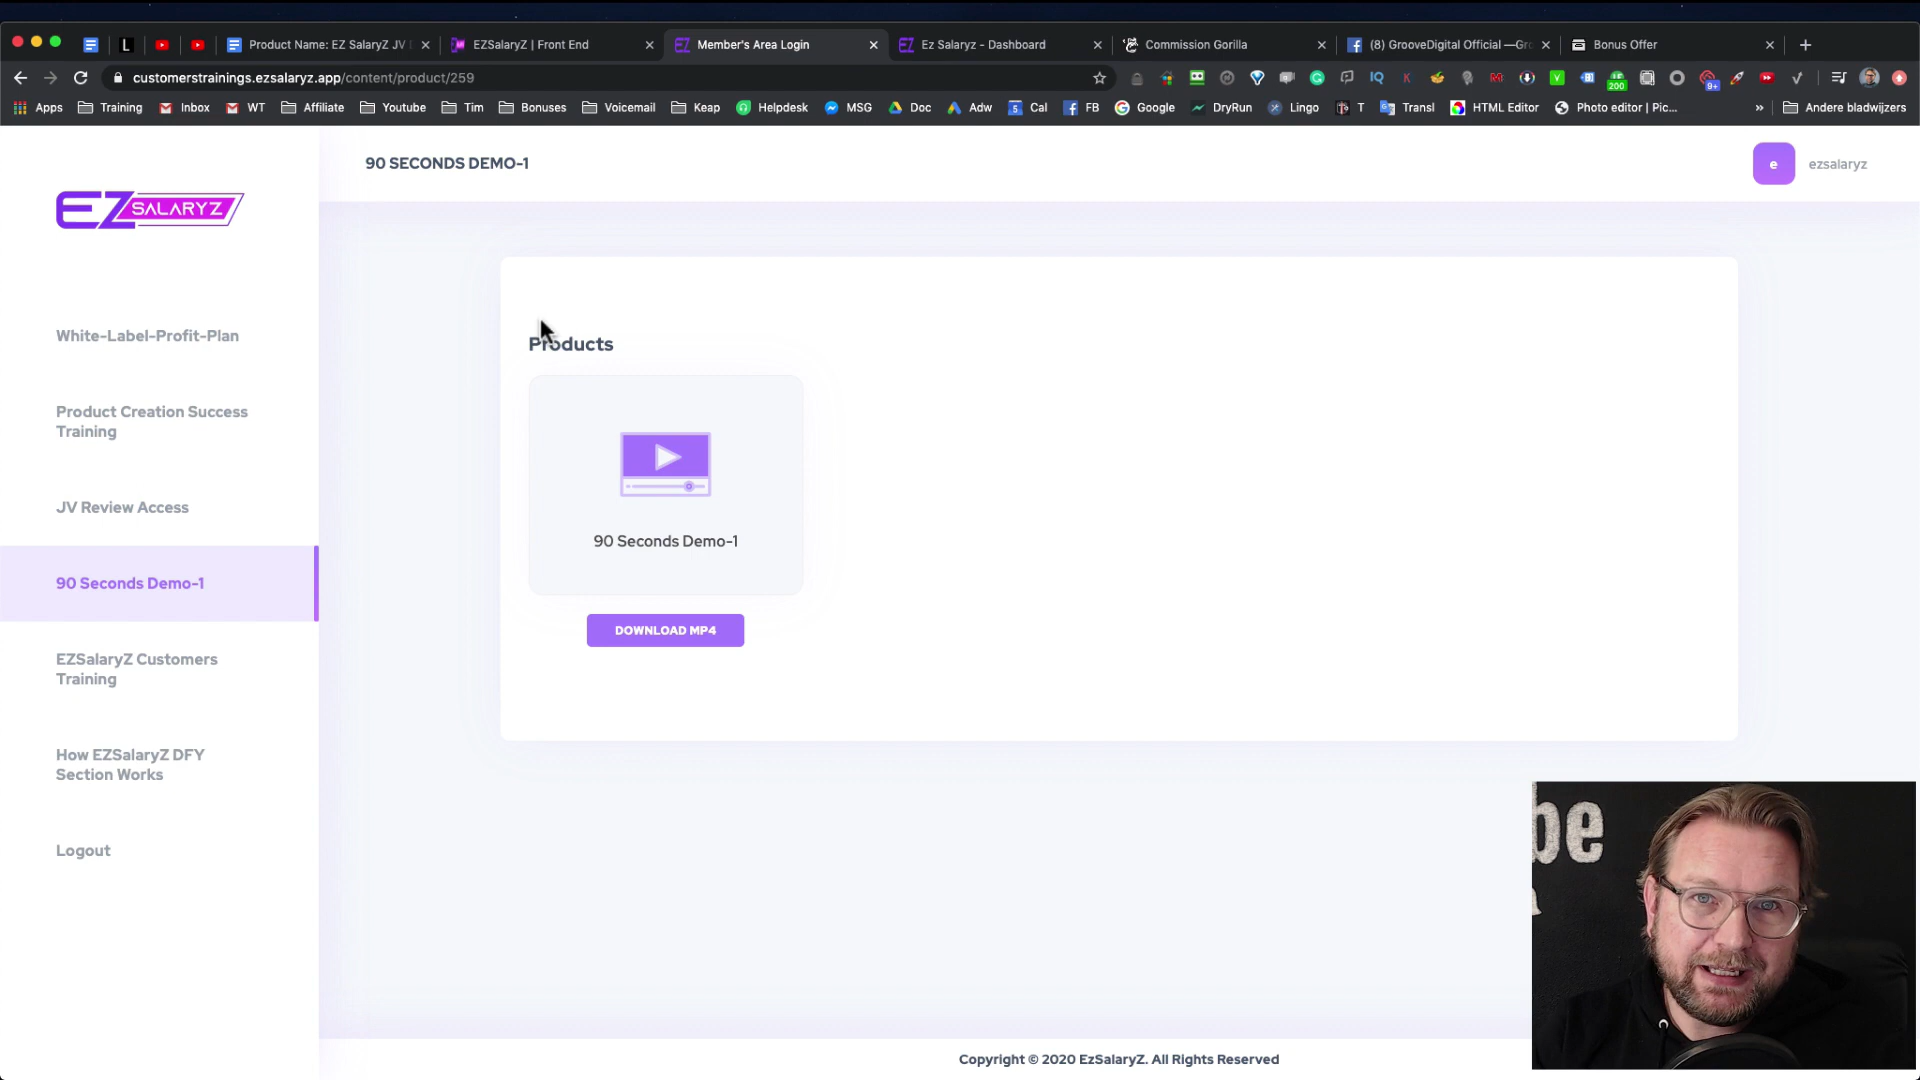 Product Name: EZ SalaryZ JV D
EZSalaryZ | Front End
Member's Area Login
Ez Salaryz - Dashboard
Commission Gorilla
(8) GrooveDigital Official —Gro
Bonus Offer
customerstrainings.ezsalaryz.app/content/product/259
Apps
Training
Inbox
WT
Affiliate
Youtube
Tim
Bonuses
Voicemail
Keap
Helpdesk
MSG
Doc
Adw
Cal
FB
Google
DryRun
Lingo
T
Transl
HTML Editor
Photo editor | Pic...
»
Andere bladwijzers
90 SECONDS DEMO-1
e
ezsalaryz
EZ SALARYZ
White-Label-Profit-Plan
Product Creation Success
Training
JV Review Access
90 Seconds Demo-1
EZSalaryZ Customers
Training
How EZSalaryZ DFY
Section Works
Logout
Products
90 Seconds Demo-1
DOWNLOAD MP4
be
Copyright © 2020 EzSalaryZ. All Rights Reserved